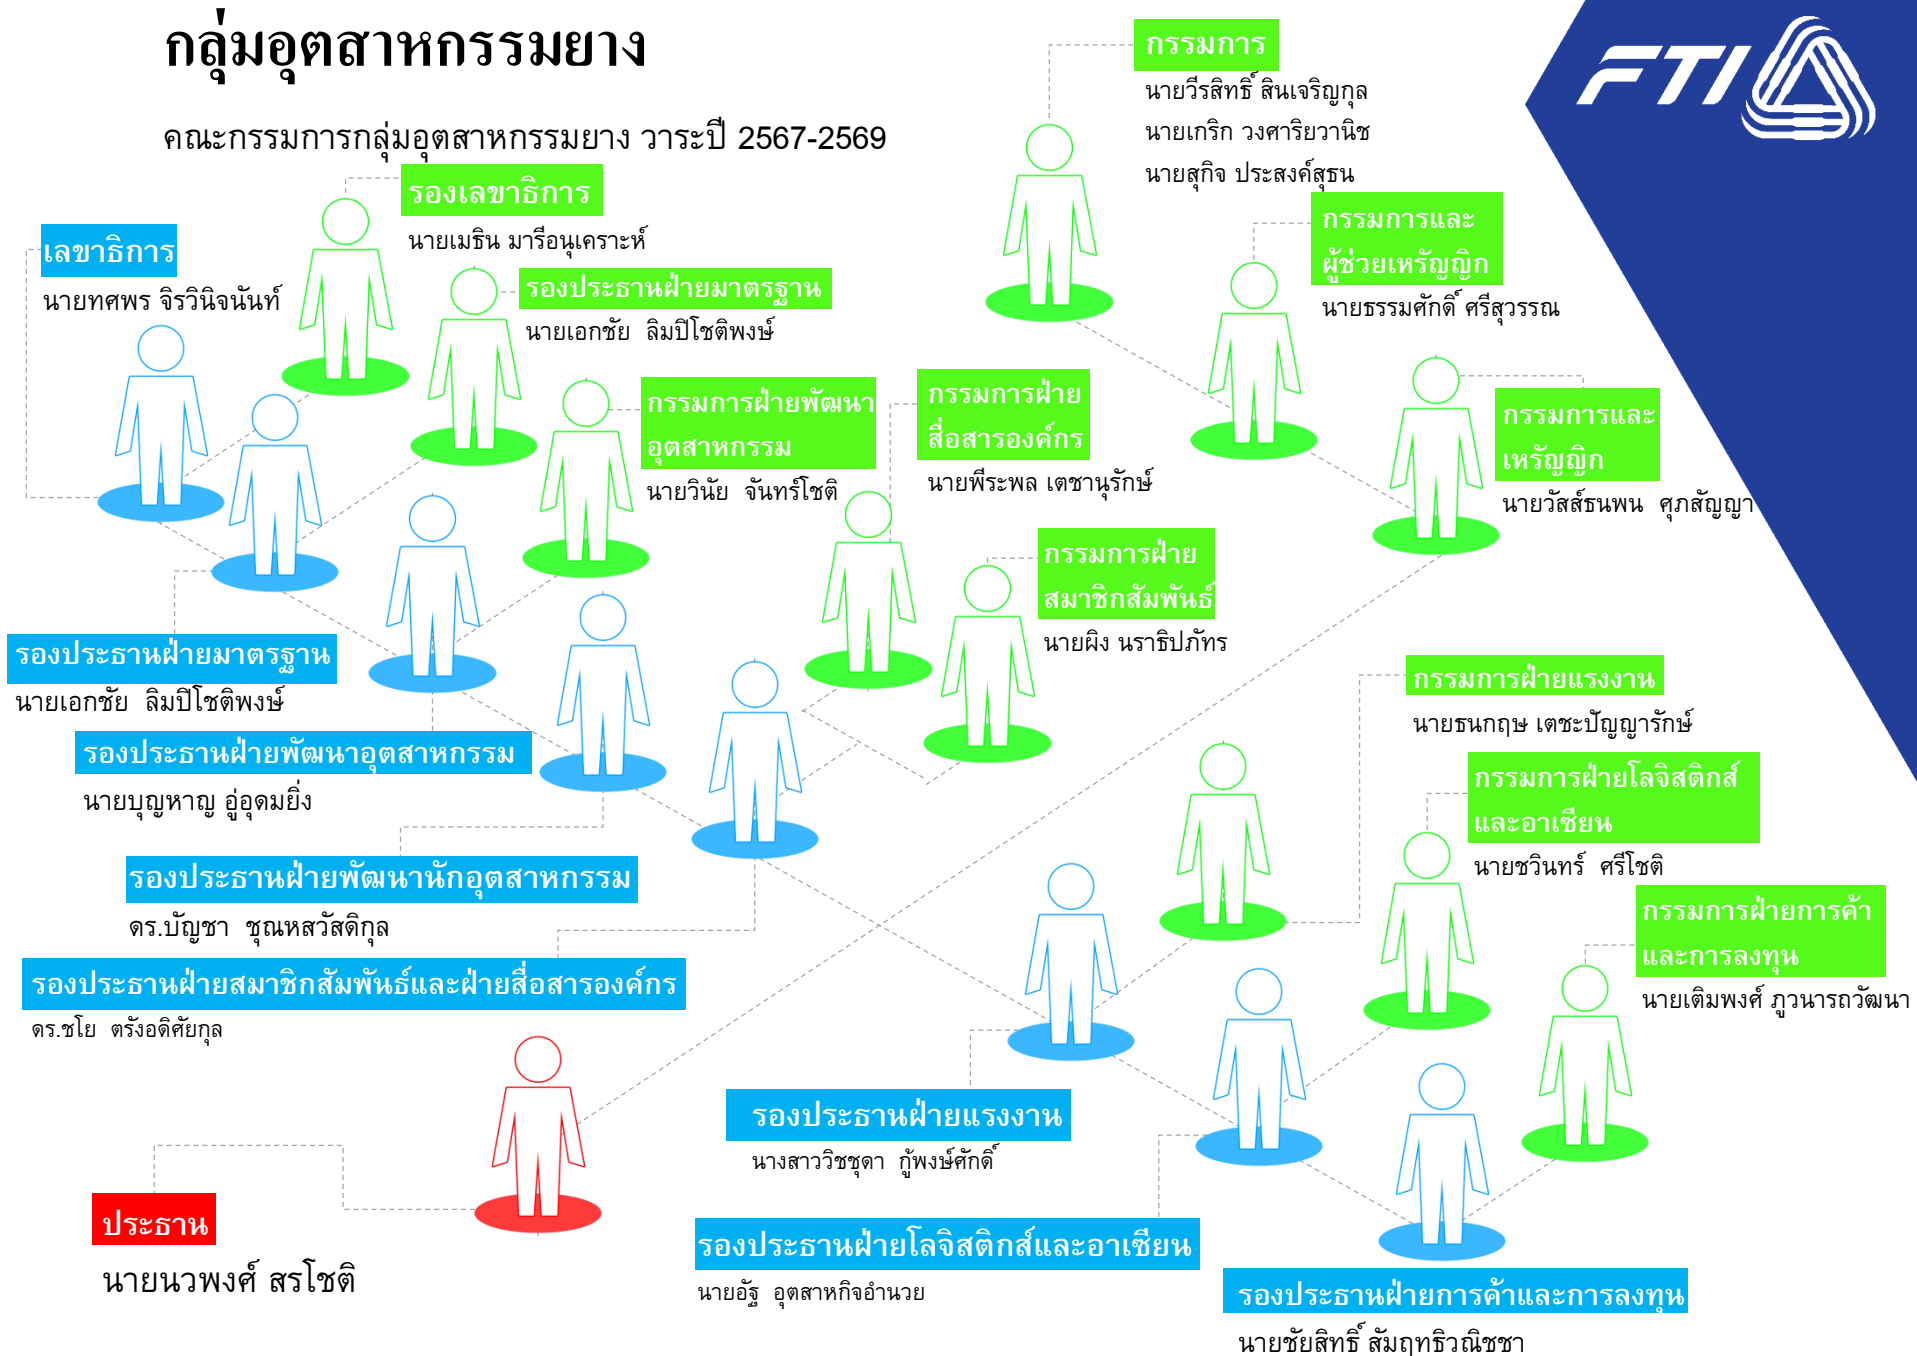 กลุ่มอุตสาหกรรมยาง
คณะกรรมการกลุ่มอุตสาหกรรมยาง วาระปี 2567-2569
FTI
กรรมการ
นายวีรสิทธิ์ สินเจริญกุล
นายเกริก วงศาริยวานิช
นายสุกิจ ประสงค์สุธน
รองเลขาธิการ
นายเมธิน มารีอนุเคราะห์
กรรมการและ
ผู้ช่วยเหรัญญิก
นายธรรมศักดิ์ ศรีสุวรรณ
เลขาธิการ
นายทศพร จิรวินิจนันท์
รองประธานฝ่ายมาตรฐาน
นายเอกชัย ลิมปิโชติพงษ์
กรรมการฝ่ายพัฒนา
อุตสาหกรรม
นายวินัย จันทร์โชติ
กรรมการฝ่าย
สื่อสารองค์กร
นายพีระพล เตชานุรักษ์
กรรมการและ
เหรัญญิก
นายวัสส์ธนพน ศุภสัญญา
กรรมการฝ่าย
สมาชิกสัมพันธ์
นายผิง นราธิปภัทร
รองประธานฝ่ายมาตรฐาน
นายเอกชัย ลิมปิโชติพงษ์
กรรมการฝ่ายแรงงาน
นายธนกฤษ เตชะปัญญารักษ์
รองประธานฝ่ายพัฒนาอุตสาหกรรม
นายบุญหาญ อู่อุดมยิ่ง
กรรมการฝ่ายโลจิสติกส์
และอาเซียน
นายชวินทร์ ศรีโชติ
รองประธานฝ่ายพัฒนานักอุตสาหกรรม
ดร.บัญชา ชุณหสวัสดิกุล
กรรมการฝ่ายการค้า
และการลงทุน
นายเติมพงศ์ ภูวนารถวัฒนา
รองประธานฝ่ายสมาชิกสัมพันธ์และฝ่ายสื่อสารองค์กร
ดร.ชโย ตรังอดิศัยกุล
รองประธานฝ่ายแรงงาน
นางสาววิชชุดา กู้พงษ์ศักดิ์
ประธาน
นายนวพงศ์ สรโชติ
รองประธานฝ่ายโลจิสติกส์และอาเซียน
นายอัฐ อุตสาหกิจอำนวย
รองประธานฝ่ายการค้าและการลงทุน
นายชัยสิทธิ์ สัมฤทธิวณิชชา